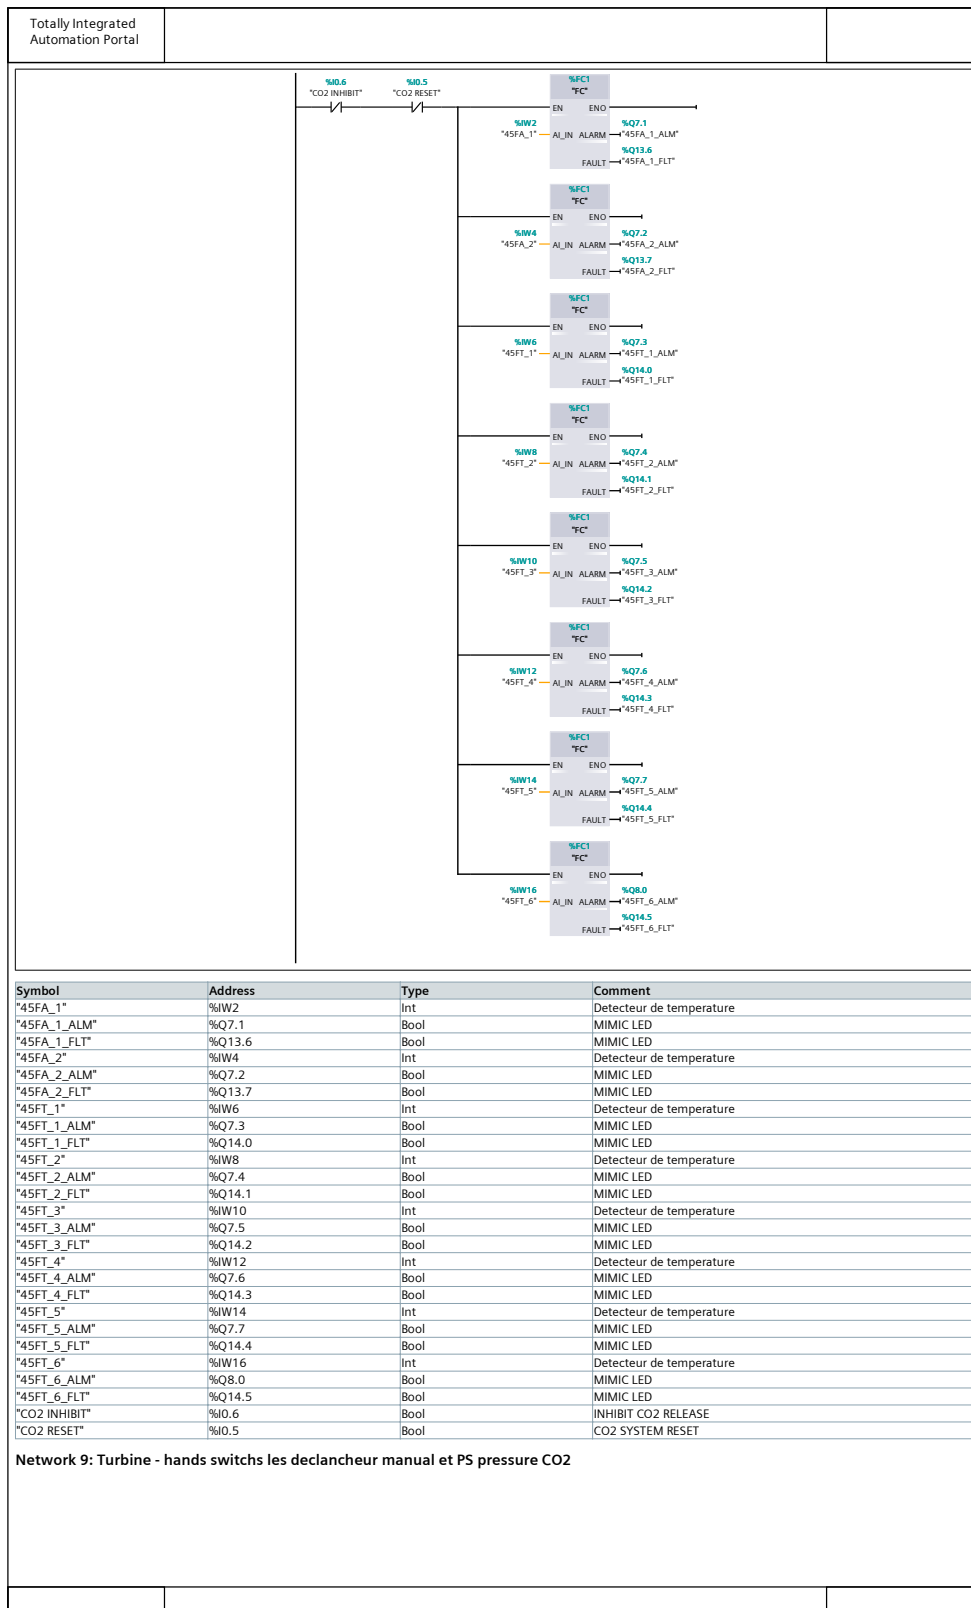 Totally Integrated
Automation Portal
%I0.6
"CO2 INHIBIT"
%I0.5
"CO2 RESET"
%FC1
"FC"
EN ENO
%IW2
"45FA_1"
AI_IN ALARM
%Q7.1
"45FA_1_ALM"
%Q13.6
FAULT "45FA_1_FLT"
%FC1
"FC"
EN ENO
%IW4
"45FA_2"
AI_IN ALARM
%Q7.2
"45FA_2_ALM"
%Q13.7
FAULT "45FA_2_FLT"
%FC1
"FC"
EN ENO
%IW6
"45FT_1"
AI_IN ALARM
%Q7.3
"45FT_1_ALM"
%Q14.0
FAULT "45FT_1_FLT"
%FC1
"FC"
EN ENO
%IW8
"45FT_2"
AI_IN ALARM
%Q7.4
"45FT_2_ALM"
%Q14.1
FAULT "45FT_2_FLT"
%FC1
"FC"
EN ENO
%IW10
"45FT_3"
AI_IN ALARM
%Q7.5
"45FT_3_ALM"
%Q14.2
FAULT "45FT_3_FLT"
%FC1
"FC"
EN ENO
%IW12
"45FT_4"
AI_IN ALARM
%Q7.6
"45FT_4_ALM"
%Q14.3
FAULT "45FT_4_FLT"
%FC1
"FC"
EN ENO
%IW14
"45FT_5"
AI_IN ALARM
%Q7.7
"45FT_5_ALM"
%Q14.4
FAULT "45FT_5_FLT"
%FC1
"FC"
EN ENO
%IW16
"45FT_6"
AI_IN ALARM
%Q8.0
"45FT_6_ALM"
%Q14.5
FAULT "45FT_6_FLT"
Symbol Address Type Comment
"45FA_1" %IW2 Int Detecteur de temperature
"45FA_1_ALM" %Q7.1 Bool MIMIC LED
"45FA_1_FLT" %Q13.6 Bool MIMIC LED
"45FA_2" %IW4 Int Detecteur de temperature
"45FA_2_ALM" %Q7.2 Bool MIMIC LED
"45FA_2_FLT" %Q13.7 Bool MIMIC LED
"45FT_1" %IW6 Int Detecteur de temperature
"45FT_1_ALM" %Q7.3 Bool MIMIC LED
"45FT_1_FLT" %Q14.0 Bool MIMIC LED
"45FT_2" %IW8 Int Detecteur de temperature
"45FT_2_ALM" %Q7.4 Bool MIMIC LED
"45FT_2_FLT" %Q14.1 Bool MIMIC LED
"45FT_3" %IW10 Int Detecteur de temperature
"45FT_3_ALM" %Q7.5 Bool MIMIC LED
"45FT_3_FLT" %Q14.2 Bool MIMIC LED
"45FT_4" %IW12 Int Detecteur de temperature
"45FT_4_ALM" %Q7.6 Bool MIMIC LED
"45FT_4_FLT" %Q14.3 Bool MIMIC LED
"45FT_5" %IW14 Int Detecteur de temperature
"45FT_5_ALM" %Q7.7 Bool MIMIC LED
"45FT_5_FLT" %Q14.4 Bool MIMIC LED
"45FT_6" %IW16 Int Detecteur de temperature
"45FT_6_ALM" %Q8.0 Bool MIMIC LED
"45FT_6_FLT" %Q14.5 Bool MIMIC LED
"CO2 INHIBIT" %I0.6 Bool INHIBIT CO2 RELEASE
"CO2 RESET" %I0.5 Bool CO2 SYSTEM RESET
Network 9: Turbine - hands switchs les declancheur manual et PS pressure CO2